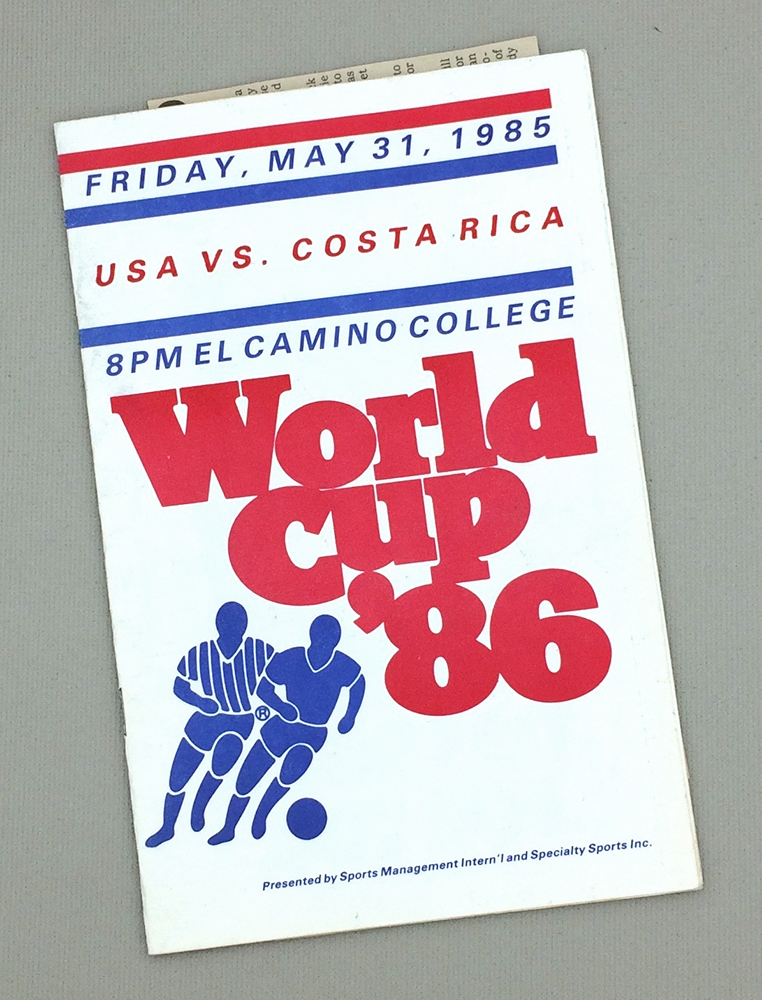 FRIDAY, MAY 31, 1985
USA VS. COSTA RICA
8PM EL CAMINO COLLEGE
World
Cup
'86
®
Presented by Sports Management Intern'l and Specialty Sports Inc.